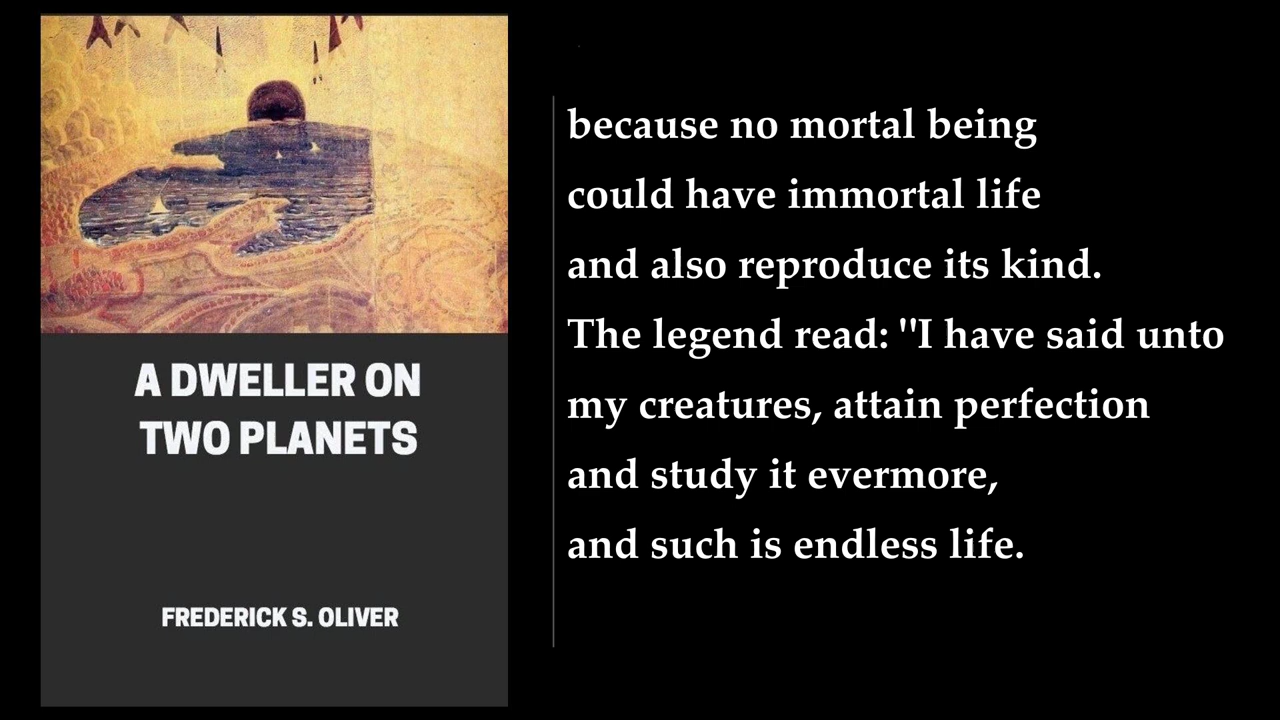 A DWELLER ON
TWO PLANETS
FREDERICK S. OLIVER
because no mortal being
could have immortal life
and also reproduce its kind.
The legend read: "I have said unto
my creatures, attain perfection
and study it evermore,
and such is endless life.